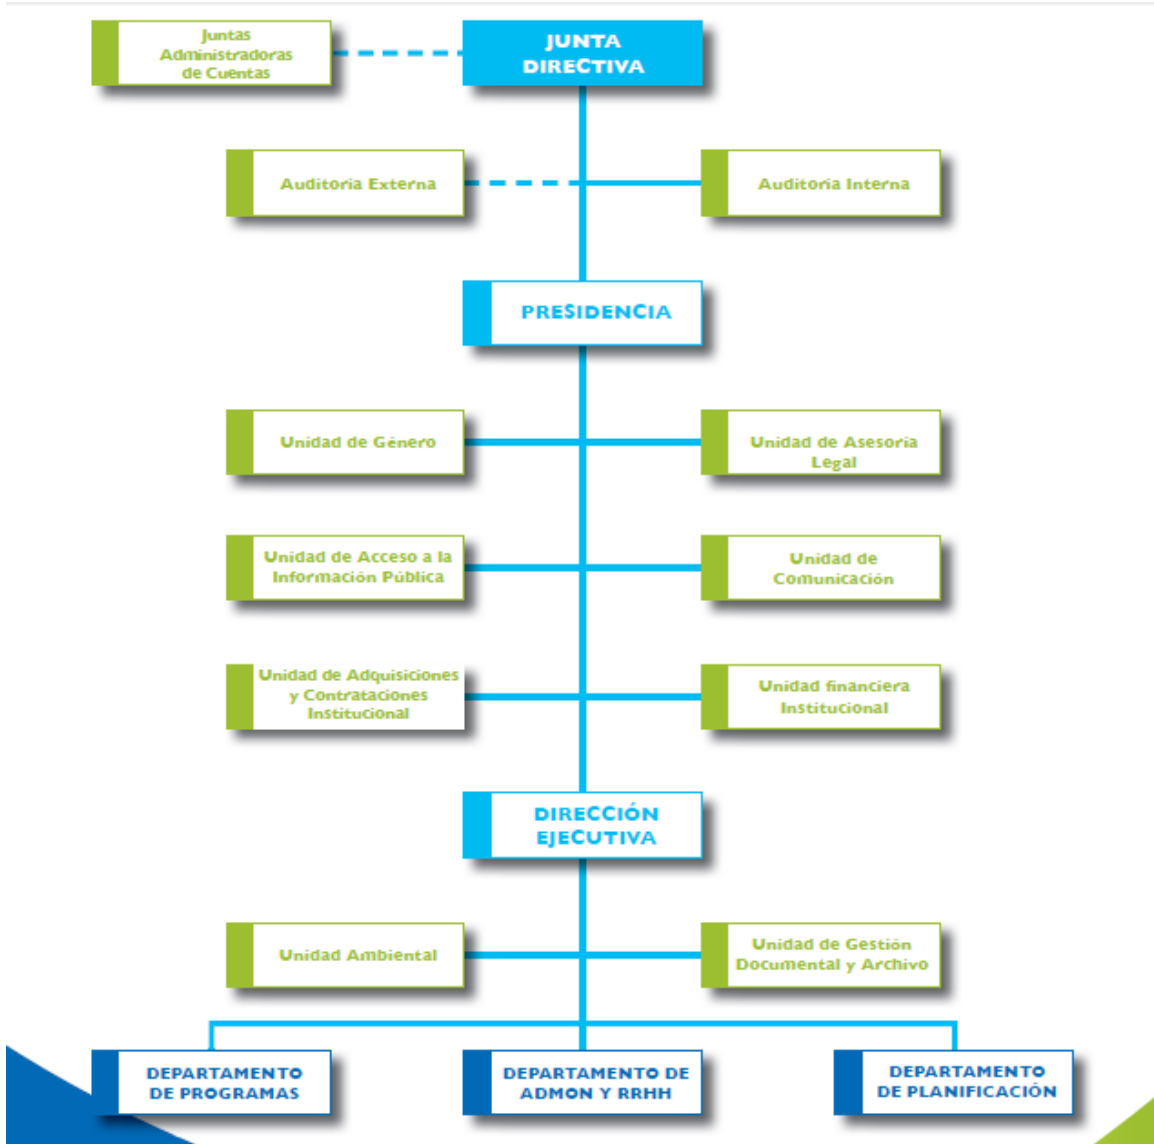 Juntas
Administradoras
de Cuentas
JUNTA
DIRECTIVA
Auditoria Externa
Auditoría Interna
PRESIDENCIA
Unidad de Género
Unidad de Asesoría
Legal
Unidad de Acceso a la
Información Pública
Unidad de
Comunicación
Unidad de Adquisiciones
y Contrataciones
Institucional
Unidad financiera
Institucional
DIRECCIÓN
EJECUTIVA
Unidad Ambiental
Unidad de Gestión
Documental y Archivo
DEPARTAMENTO
DE PROGRAMAS
DEPARTAMENTO DE
ADMON Y RRHH
DEPARTAMENTO
DE PLANIFICACIÓN